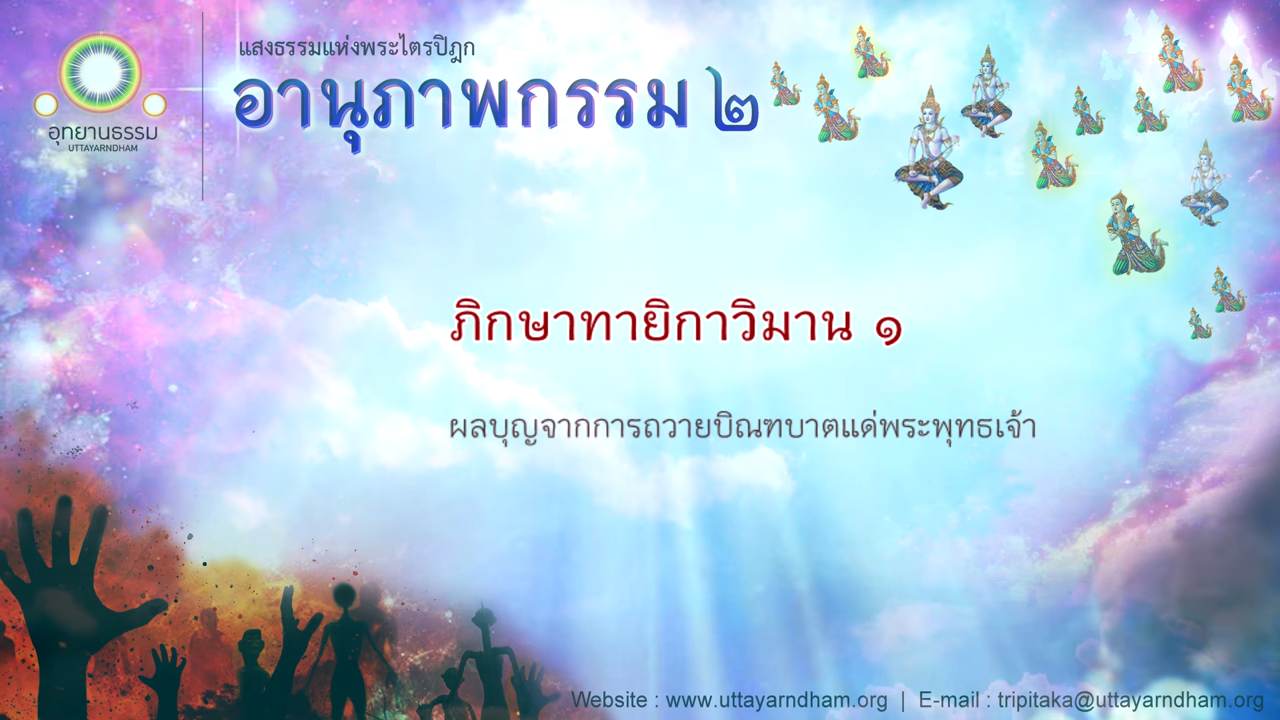 แสงธรรมแห่งพระไตรปิฎก
อานุภาพกรรม ๒
อุทยานธรรม
UTTAYARNDHAM
ภิกษาทายิกาวิมาน ๑
ผลบุญจากการถวายบิณฑบาตแด่พระพุทธเจ้า
Website : www.uttayarndham.org | E-mail : tripitaka@uttayarndham.org